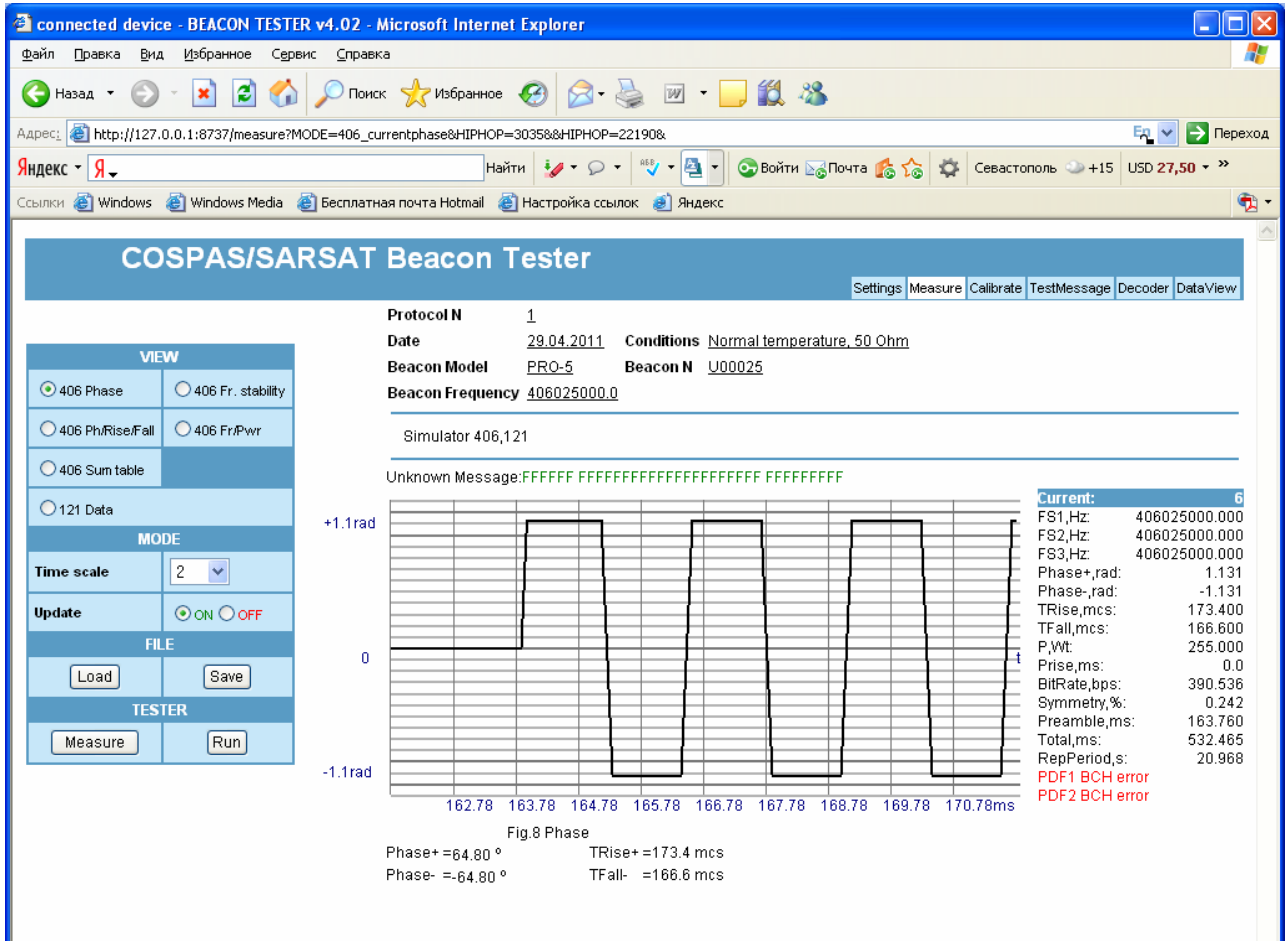 connected device - BEACON TESTER v4.02 - Microsoft Internet Explorer
Файл Правка Вид Избранное Сервис Справка
Назад Поиск Избранное
Адрес: http://127.0.0.1:8737/measure?MODE=406_currentphase&HIPHOP=3035&&HIPHOP=22190& En Переход
Яндекс Я Найти Войти Почта Севастополь +15 USD 27,50 »
Ссылки Windows Windows Media Бесплатная почта Hotmail Настройка ссылок Яндекс
COSPAS/SARSAT Beacon Tester
Settings Measure Calibrate TestMessage Decoder DataView
Protocol N 1
Date 29.04.2011 Conditions Normal temperature, 50 Ohm
Beacon Model PRO-5 Beacon N U00025
Beacon Frequency 406025000.0
Simulator 406,121
Unknown Message:FFFFFF FFFFFFFFFFFFFFFFFFFFFF FFFFFFFFF
VIEW
406 Phase 406 Fr. stability
406 Ph/Rise/Fall 406 Fr/Pwr
406 Sum table
121 Data
MODE
Time scale 2
Update ON OFF
FILE
Load Save
TESTER
Measure Run
+1.1rad
0
t
-1.1rad
162.78 163.78 164.78 165.78 166.78 167.78 168.78 169.78 170.78ms
Fig.8 Phase
Phase+ =64.80 º TRise+ =173.4 mcs
Phase- =-64.80 º TFall- =166.6 mcs
Current: 6
FS1,Hz: 406025000.000
FS2,Hz: 406025000.000
FS3,Hz: 406025000.000
Phase+,rad: 1.131
Phase-,rad: -1.131
TRise,mcs: 173.400
TFall,mcs: 166.600
P,Wt: 255.000
Prise,ms: 0.0
BitRate,bps: 390.536
Symmetry,%: 0.242
Preamble,ms: 163.760
Total,ms: 532.465
RepPeriod,s: 20.968
PDF1 BCH error
PDF2 BCH error